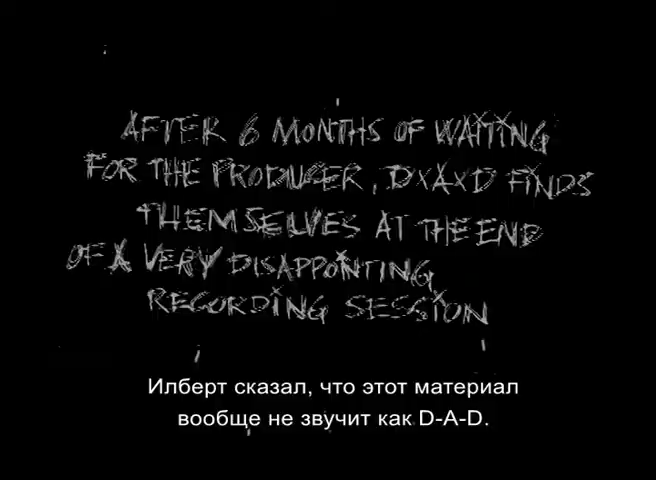 AFTER 6 MONTHS OF WAITING
FOR THE PRODUCER, DXAXD FINDS
THEMSELVES AT THE END
OF A VERY DISAPPOINTING
RECORDING SESSION
Илберт сказал, что этот материал
вообще не звучит как D-A-D.